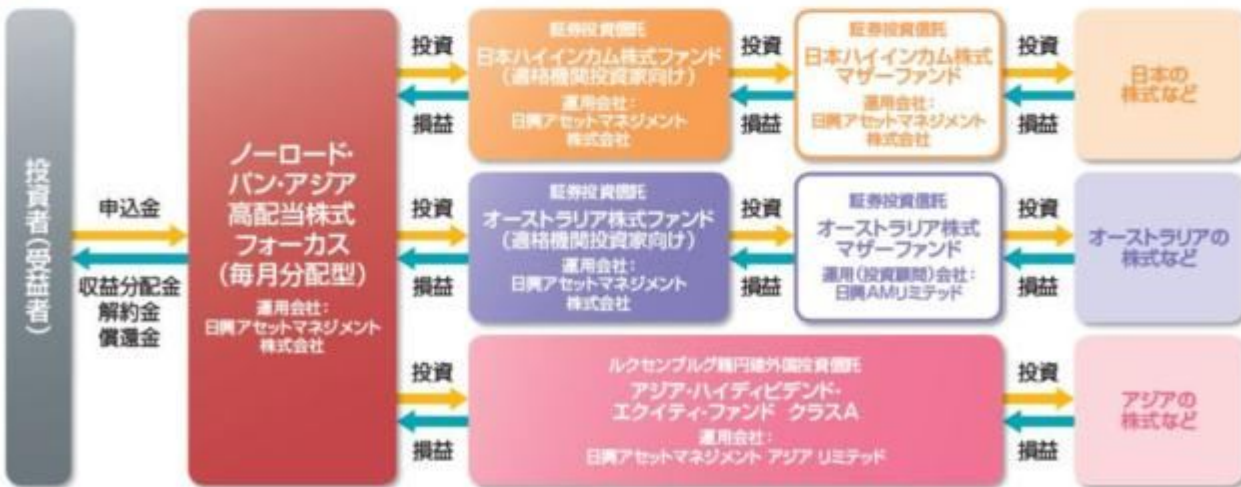 投資者(受益者)
申込金
収益分配金
解約金
償還金
ノーロード・
パン・アジア
高配当株式
フォーカス
(毎月分配型)
運用会社:
日興アセットマネジメント
株式会社
投資
損益
証券投資信託
日本ハイインカム株式ファンド
(適格機関投資家向け)
運用会社:
日興アセットマネジメント
株式会社
投資
損益
証券投資信託
日本ハイインカム株式
マザーファンド
運用会社:
日興アセットマネジメント
株式会社
投資
損益
日本の
株式など
投資
損益
証券投資信託
オーストラリア株式ファンド
(適格機関投資家向け)
運用会社:
日興アセットマネジメント
株式会社
投資
損益
証券投資信託
オーストラリア株式
マザーファンド
運用(投資顧問)会社:
日興AMリミテッド
投資
損益
オーストラリアの
株式など
投資
損益
ルクセンブルグ籍円建外国投資信託
アジア・ハイディビデンド・
エクイティ・ファンド クラスA
運用会社:
日興アセットマネジメント アジア リミテッド
投資
損益
アジアの
株式など